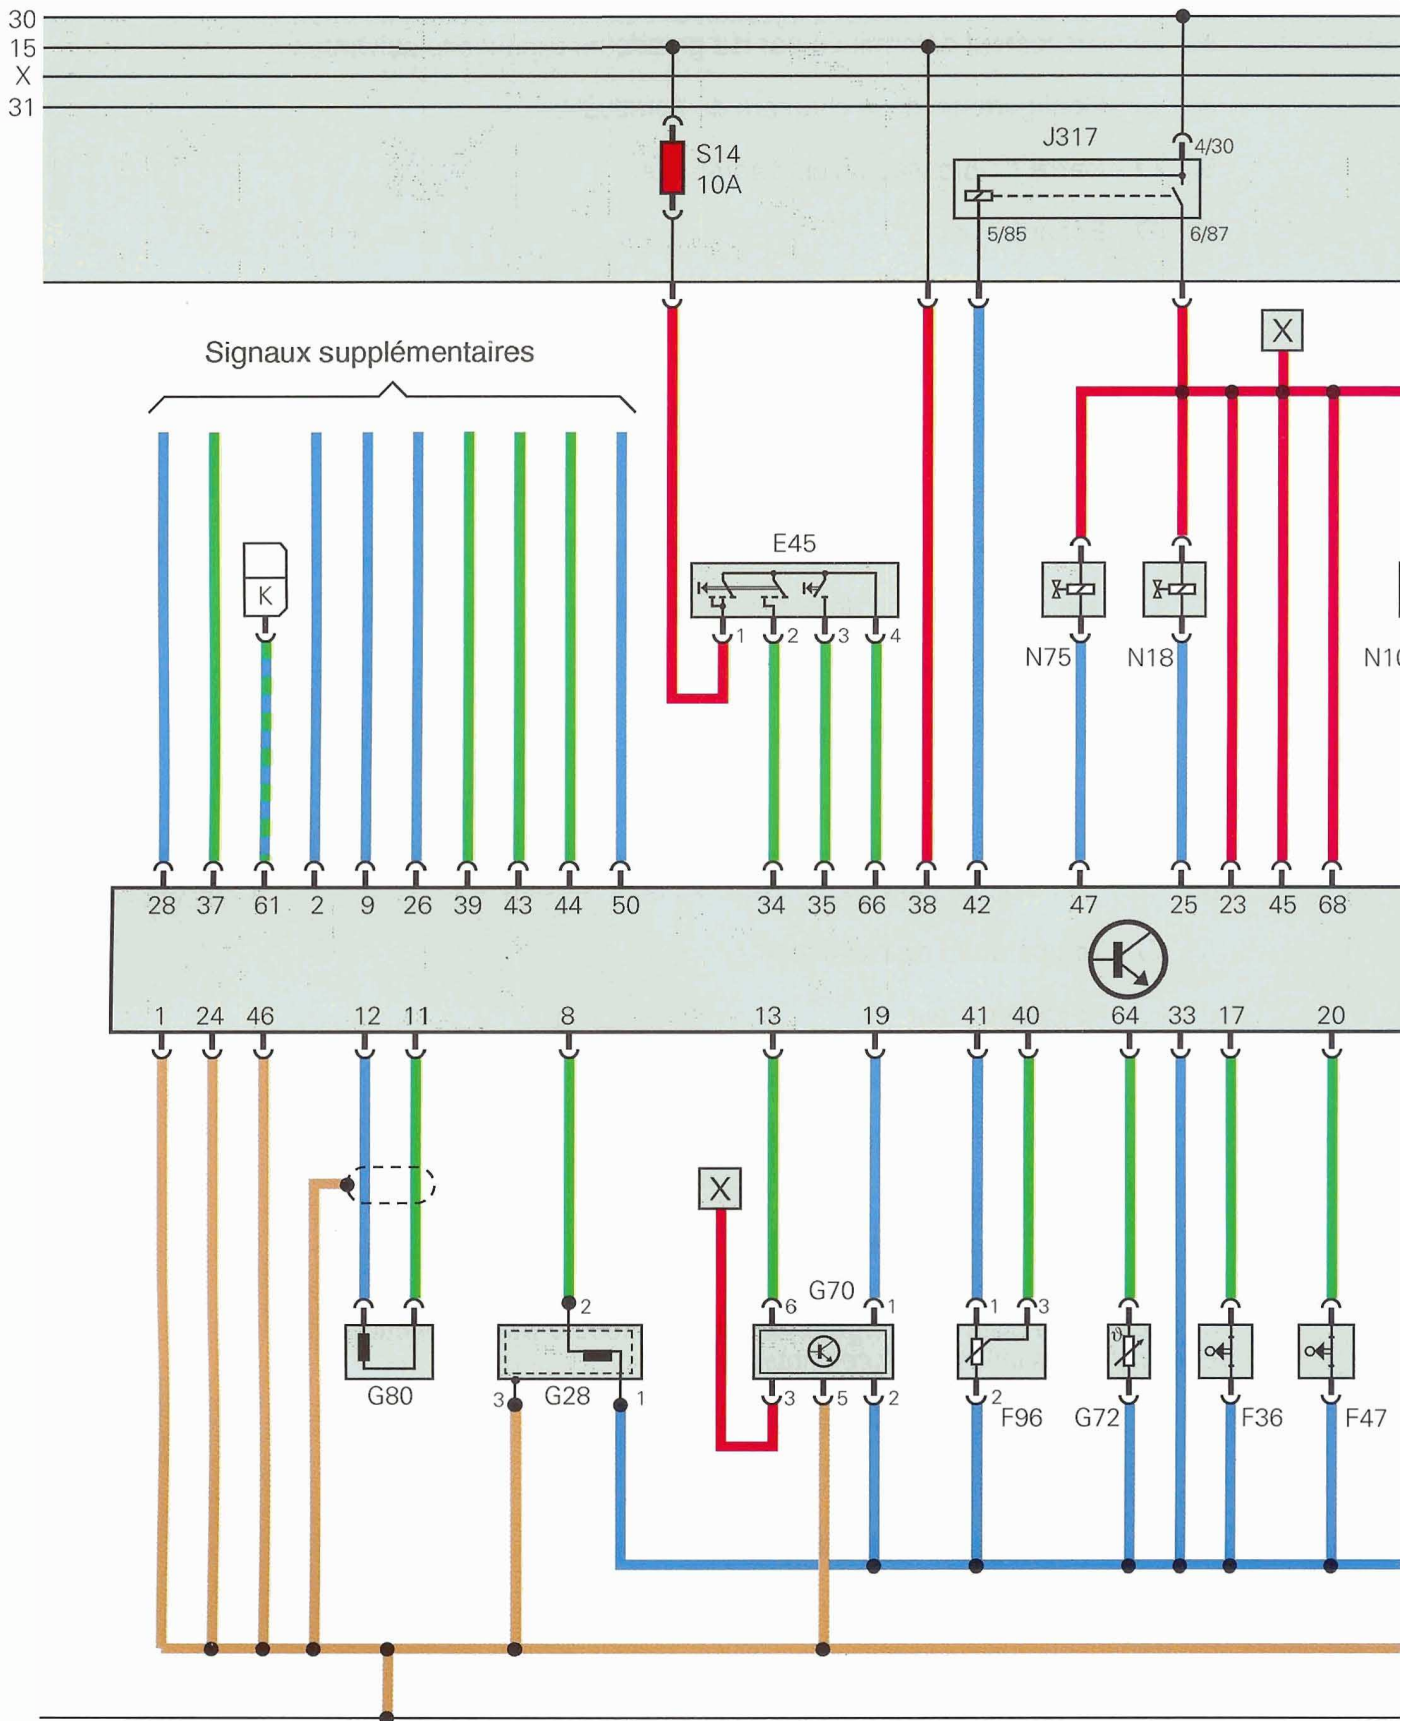 30
15
X
31
S14
10A
J317
4/30
5/85
6/87
Signaux supplémentaires
X
K
E45
1 2 3 4
N75
N18
28 37 61 2 9 26 39 43 44 50 34 35 66 38 42 47 25 23 45 68
1 24 46 12 11 8 13 19 41 40 64 33 17 20
X
G70
2
6
1
1
3
ϑ
G80
3
G28
1
3
5
2
2
F96
G72
F36
F47